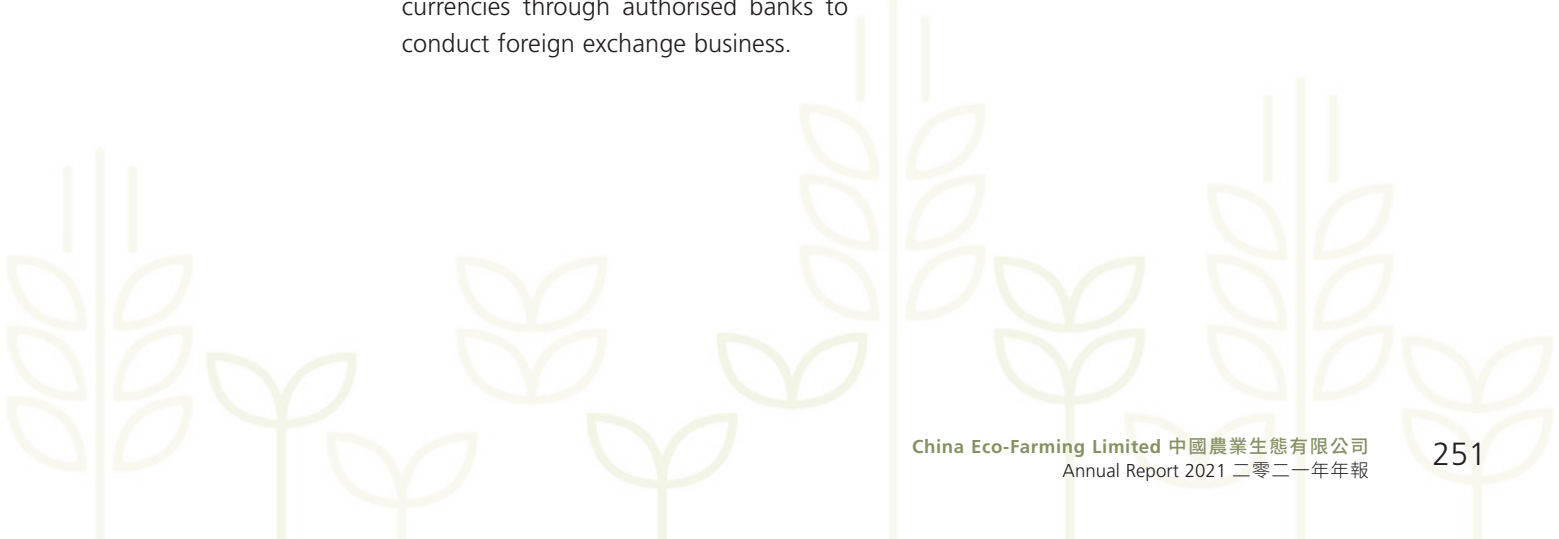 currencies through authorised banks to
conduct foreign exchange business.
China Eco-Farming Limited 中國農業生態有限公司
Annual Report 2021 二零二一年年報
251